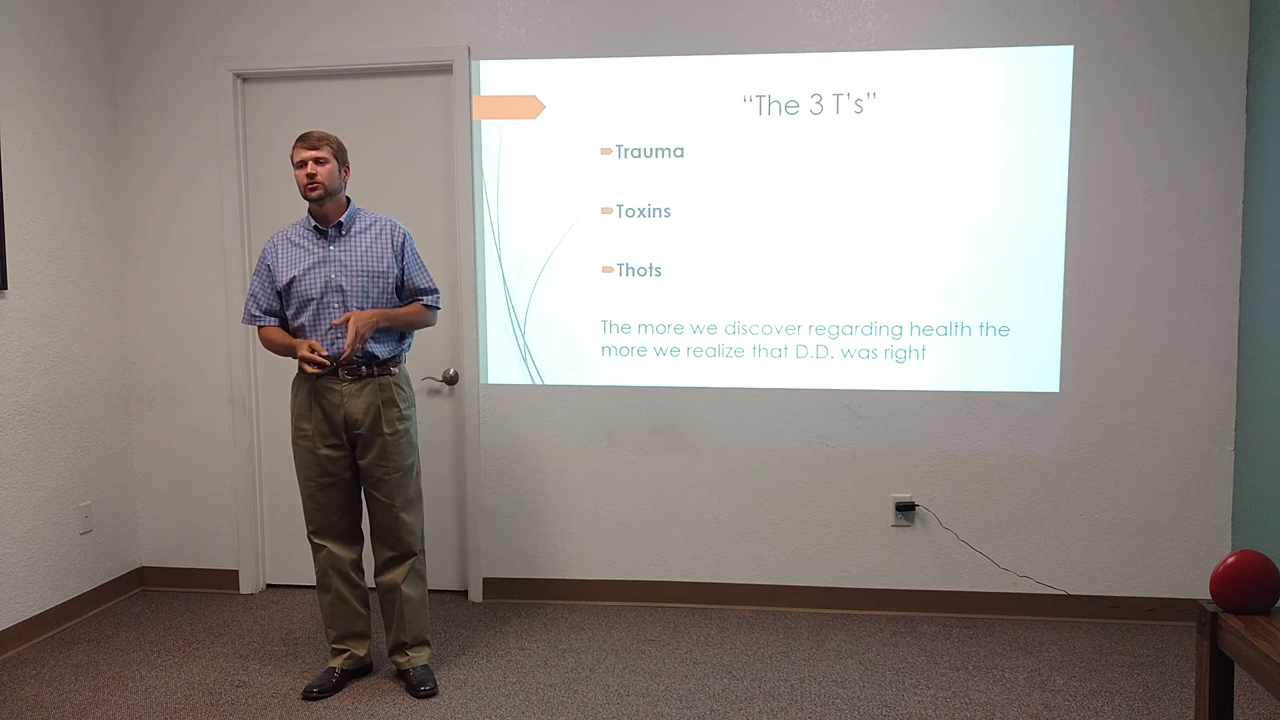 “The 3 T’s”
Trauma
Toxins
Thots
The more we discover regarding health the
more we realize that D.D. was right